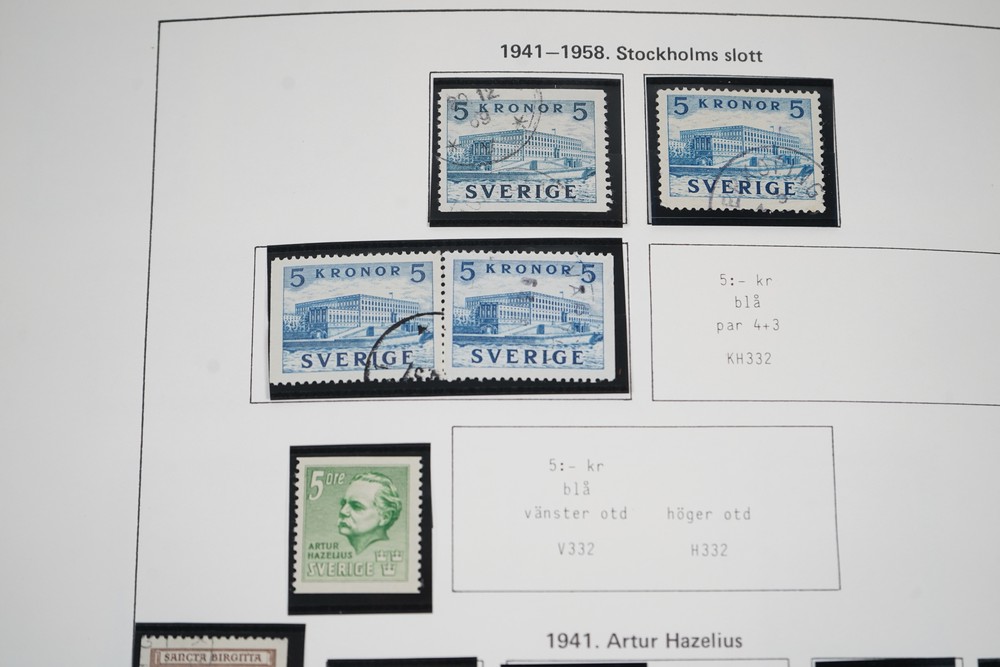 1941–1958. Stockholms slott
5 KRONOR 5
SVERIGE
5 KRONOR 5
SVERIGE
5 KRONOR 5
SVERIGE
5 KRONOR 5
SVERIGE
5:- kr
blå
par 4+3
KH332
5 öre
ARTUR
HAZELIUS
SVERIGE
5:- kr
blå
vänster otd höger otd
V332 H332
1941. Artur Hazelius
SANCTA BIRGITTA